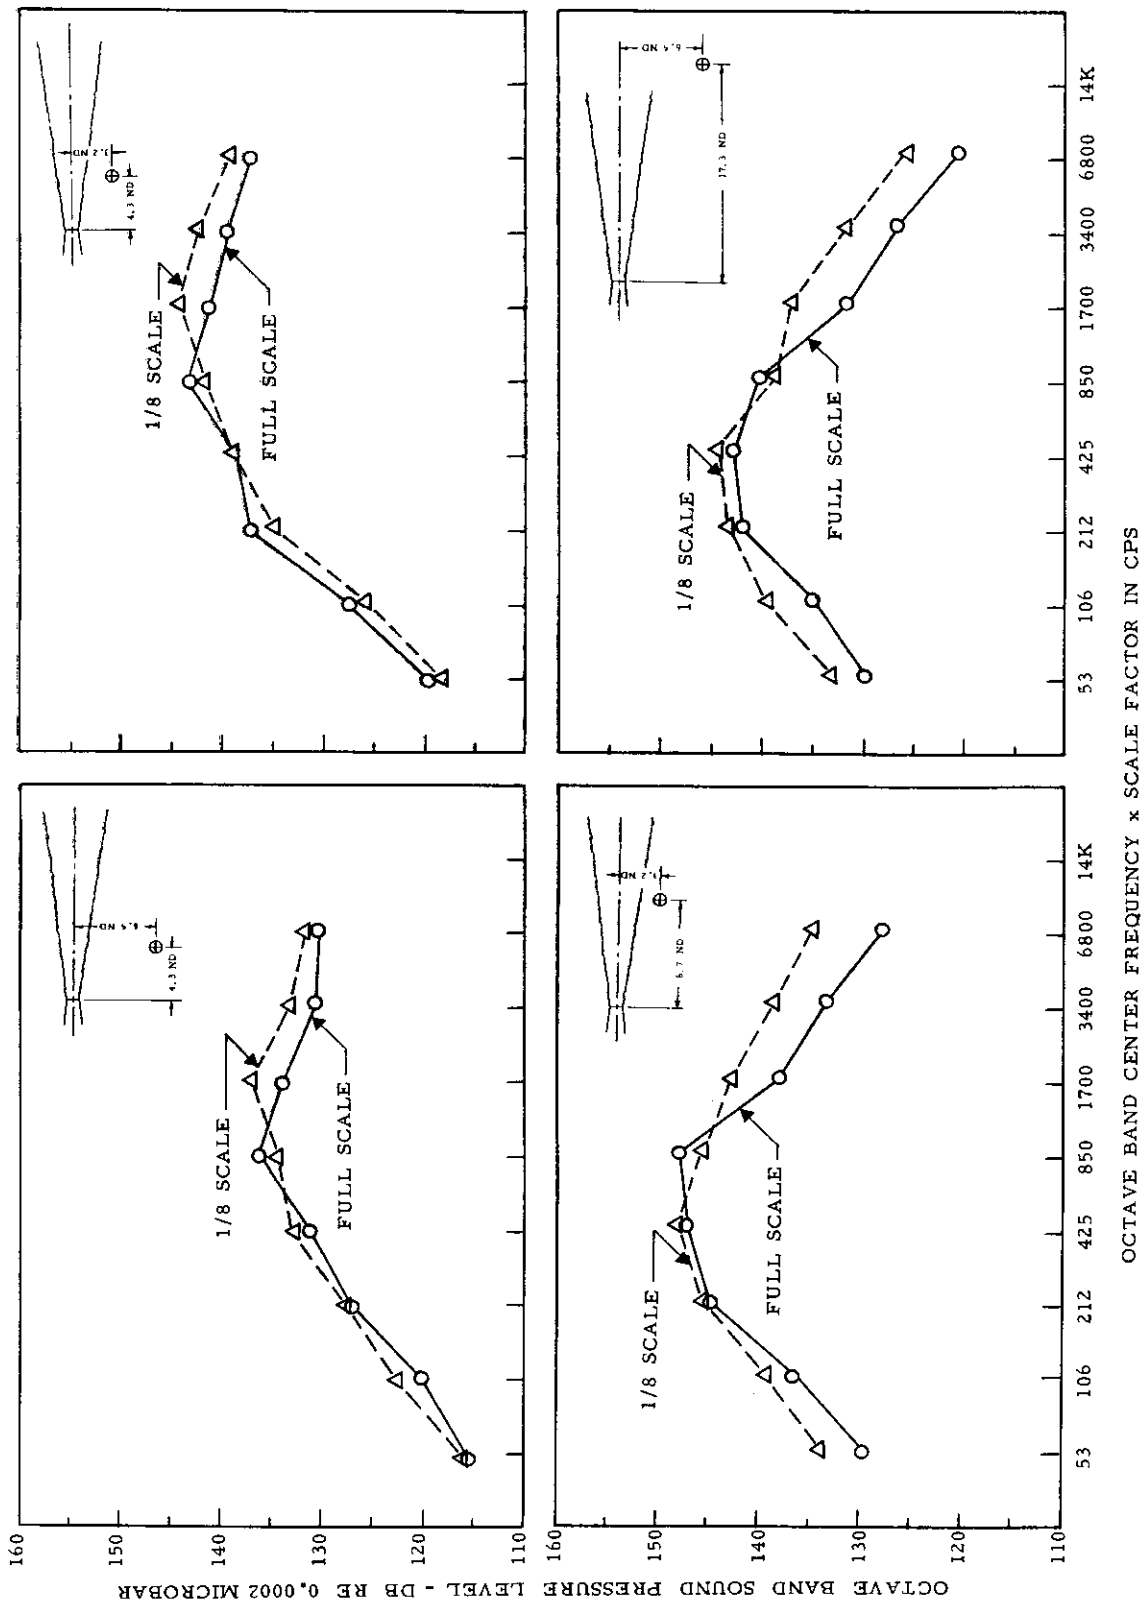 OCTAVE BAND SOUND PRESSURE LEVEL - DB RE 0.0002 MICROBAR
160
150
140
130
120
110
6.5 ND
4.3 ND
1/8 SCALE
FULL SCALE
3.2 ND
4.3 ND
1/8 SCALE
FULL SCALE
160
150
140
130
120
110
3.2 ND
6.7 ND
1/8 SCALE
FULL SCALE
6.5 ND
17.3 ND
1/8 SCALE
FULL SCALE
53 106 212 425 850 1700 3400 6800 14K
53 106 212 425 850 1700 3400 6800 14K
OCTAVE BAND CENTER FREQUENCY x SCALE FACTOR IN CPS